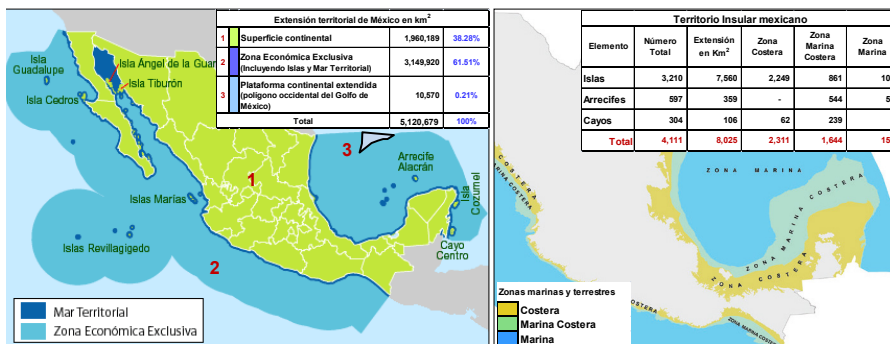 Extensión territorial de México en km²
1 Superficie continental 1,960,189 38.28%
2 Zona Económica Exclusiva
(Incluyendo Islas y Mar Territorial) 3,149,920 61.51%
3 Plataforma continental extendida
(polígono occidental del Golfo de
México) 10,570 0.21%
Total 5,120,679 100%
Isla
Guadalupe
Isla Ángel de la Guar
Isla Tiburón
Isla Cedros
3
Arrecife
Alacrán
1
Isla
Cozumel
Islas Marías
Islas Revillagigedo
Cayo
Centro
2
Mar Territorial
Zona Económica Exclusiva
Territorio Insular mexicano
Elemento Número
Total Extensión
en Km² Zona
Costera Zona
Marina
Costera Zona
Marina
Islas 3,210 7,560 2,249 861 10
Arrecifes 597 359 - 544 5
Cayos 304 106 62 239
Total 4,111 8,025 2,311 1,644 15
COSTERA
MARINA COSTERA
ZONA MARINA
ZONA MARINA COSTERA
ZONA COSTERA
COSTERA
ZONA MARINA COSTER
Zonas marinas y terrestres
Costera
Marina Costera
Marina